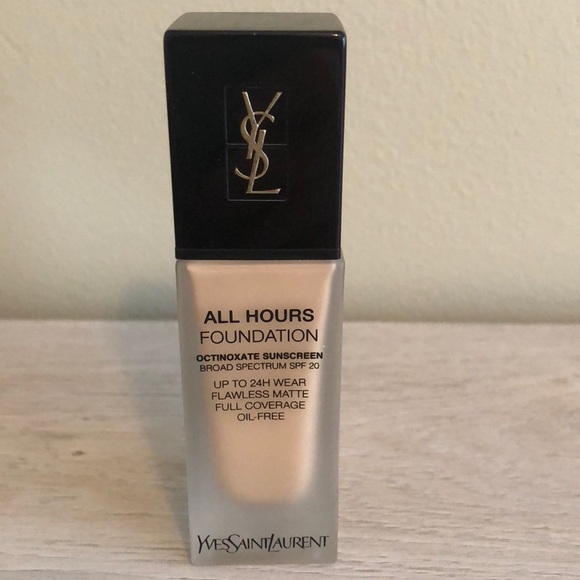 YSL
ALL HOURS
FOUNDATION
OCTINOXATE SUNSCREEN
BROAD SPECTRUM SPF 20
UP TO 24H WEAR
FLAWLESS MATTE
FULL COVERAGE
OIL-FREE
YVESSAINTLAURENT